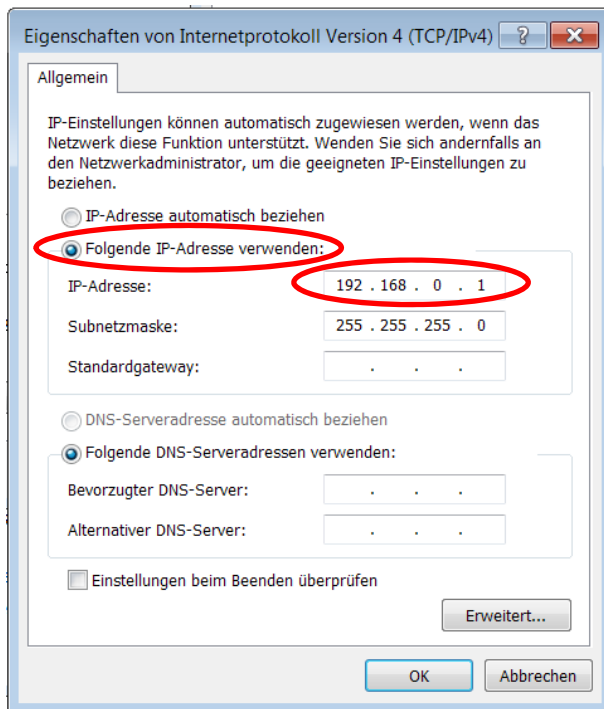 Eigenschaften von Internetprotokoll Version 4 (TCP/IPv4)
Allgemein
IP-Einstellungen können automatisch zugewiesen werden, wenn das
Netzwerk diese Funktion unterstützt. Wenden Sie sich andernfalls an
den Netzwerkadministrator, um die geeigneten IP-Einstellungen zu
beziehen.
IP-Adresse automatisch beziehen
Folgende IP-Adresse verwenden:
IP-Adresse: 192 . 168 . 0 . 1
Subnetzmaske: 255 . 255 . 255 . 0
Standardgateway: . . .
DNS-Serveradresse automatisch beziehen
Folgende DNS-Serveradressen verwenden:
Bevorzugter DNS-Server: . . .
Alternativer DNS-Server: . . .
Einstellungen beim Beenden überprüfen
Erweitert...
OK Abbrechen